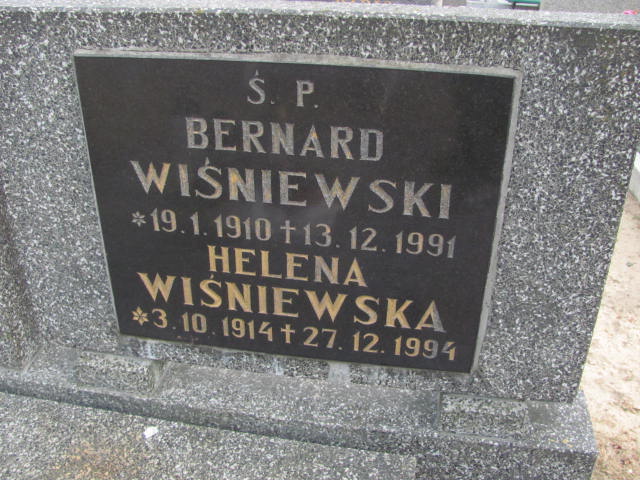 Ś. P.
BERNARD
WIŚNIEWSKI
*19.1.1910 † 13.12.1991
HELENA
WIŚNIEWSKA
*3.10.1914 † 27.12.1994